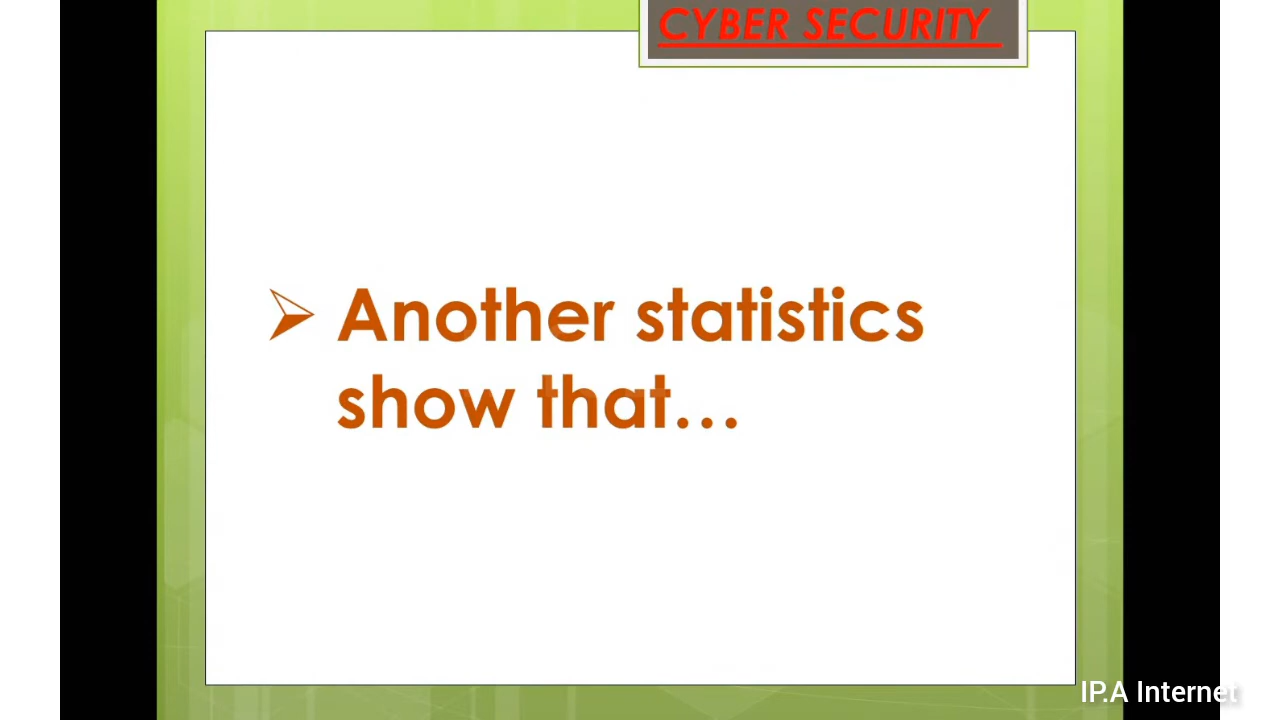 CYBER SECURITY
➢ Another statistics
show that…
IP.A Internet